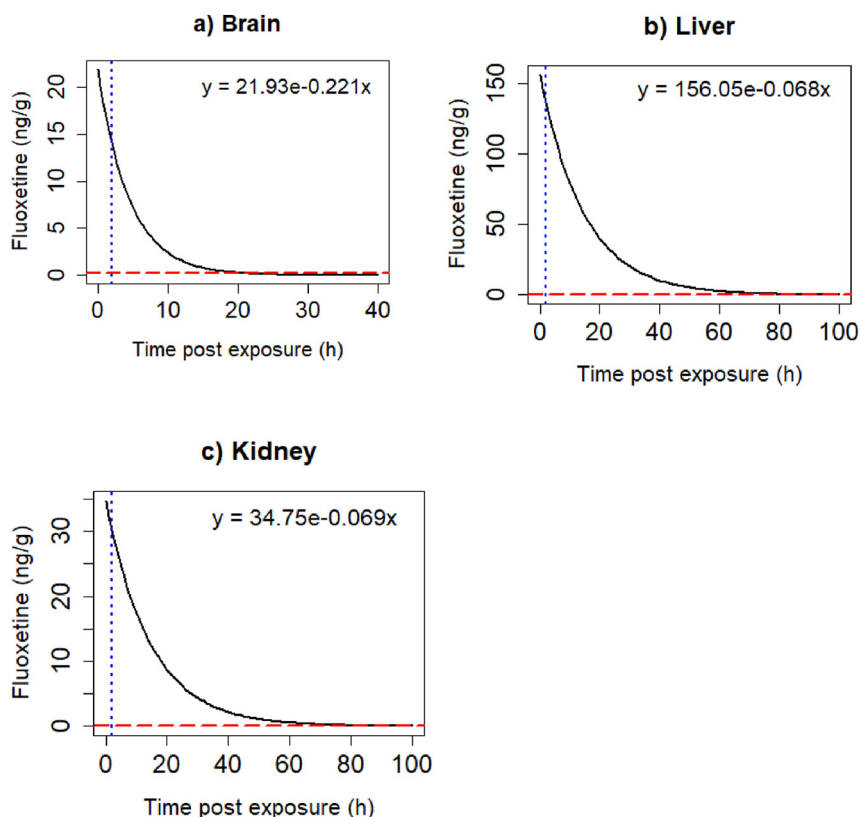 a) Brain
y = 21.93e-0.221x
Fluoxetine (ng/g)
20
15
10
5
0
0 10 20 30 40
Time post exposure (h)
b) Liver
y = 156.05e-0.068x
Fluoxetine (ng/g)
150
100
50
0
0 20 40 60 80 100
Time post exposure (h)
c) Kidney
y = 34.75e-0.069x
Fluoxetine (ng/g)
30
20
10
0
0 20 40 60 80 100
Time post exposure (h)